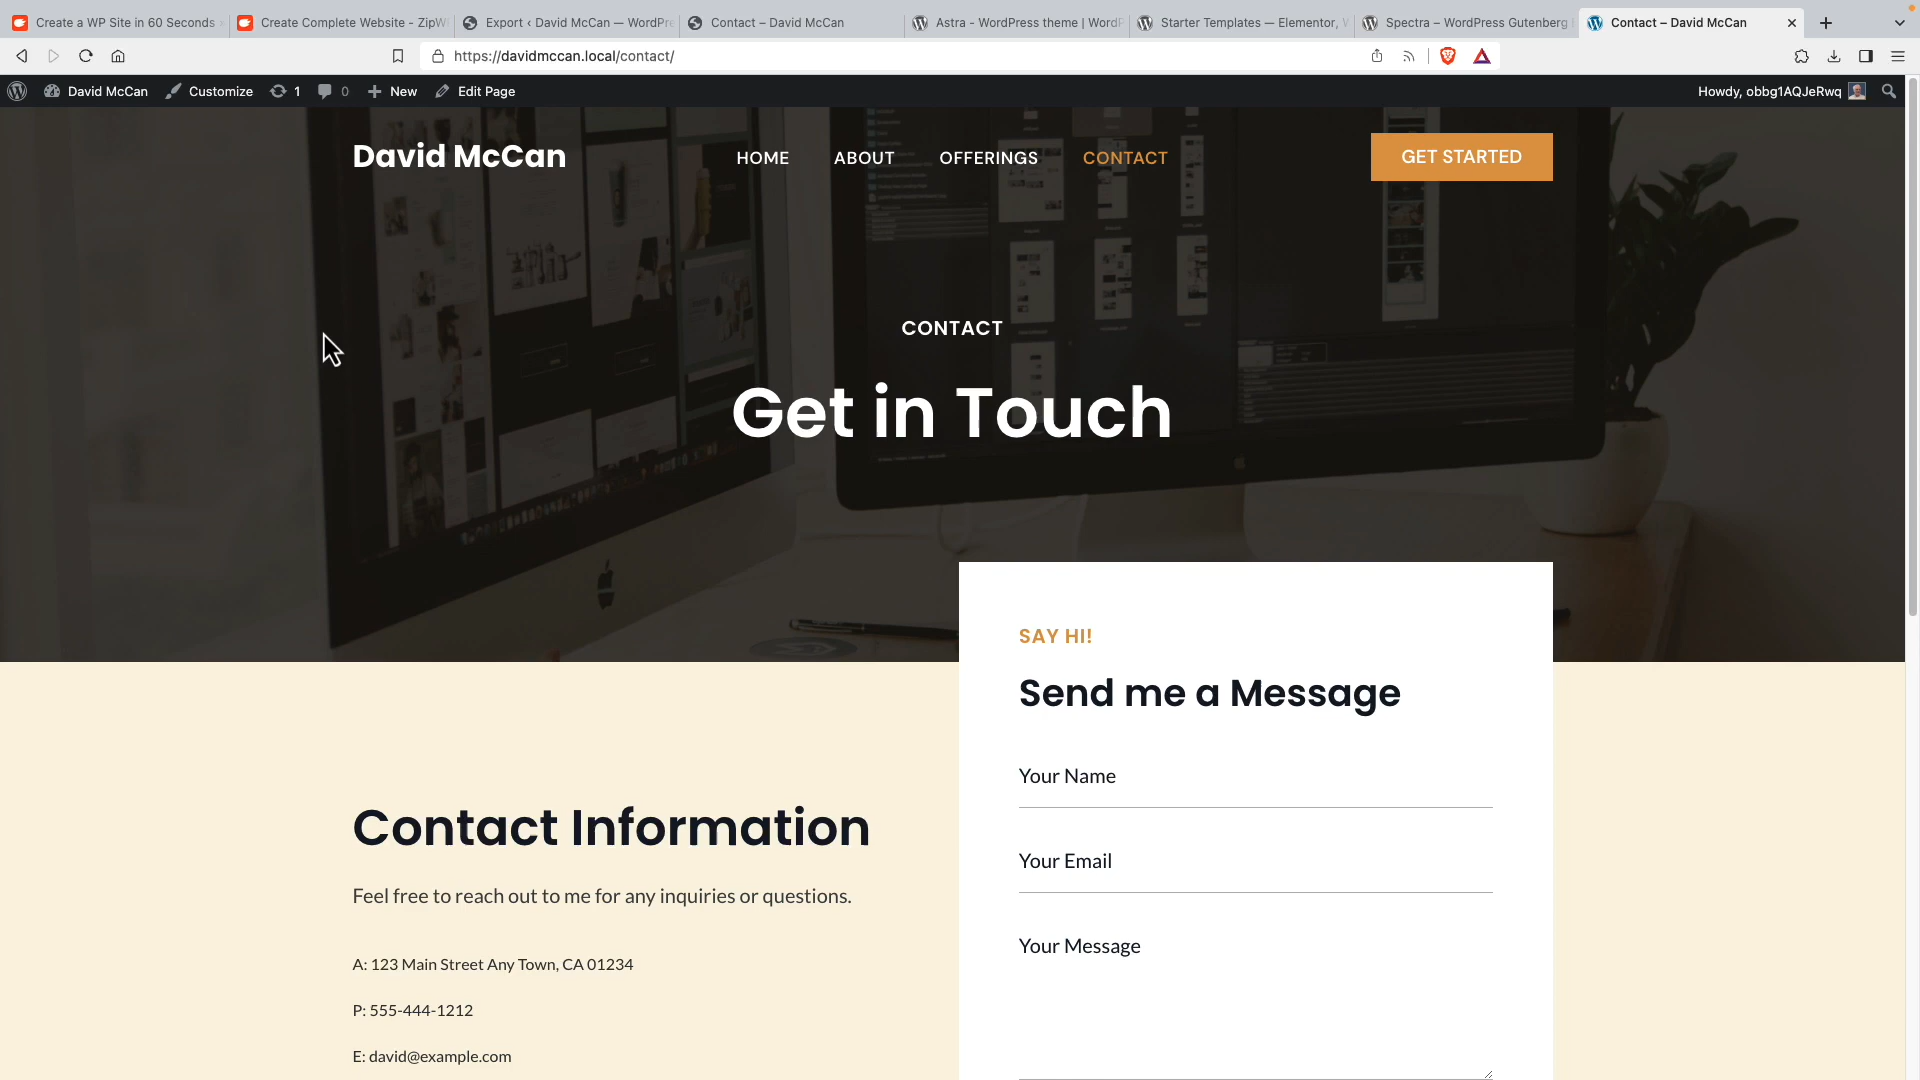 Create a WP Site in 60 Seconds
Create Complete Website - ZipW
Export ‹ David McCan — WordPre
Contact – David McCan
Astra - WordPress theme | WordP
Starter Templates — Elementor, W
Spectra – WordPress Gutenberg
Contact – David McCan
https://davidmccan.local/contact/
David McCan
Customize
1
0
New
Edit Page
Howdy, obbg1AQJeRwq
David McCan
HOME
ABOUT
OFFERINGS
CONTACT
GET STARTED
CONTACT
Get in Touch
SAY HI!
Send me a Message
Your Name
Your Email
Your Message
Contact Information
Feel free to reach out to me for any inquiries or questions.
A: 123 Main Street Any Town, CA 01234
P: 555-444-1212
E: david@example.com